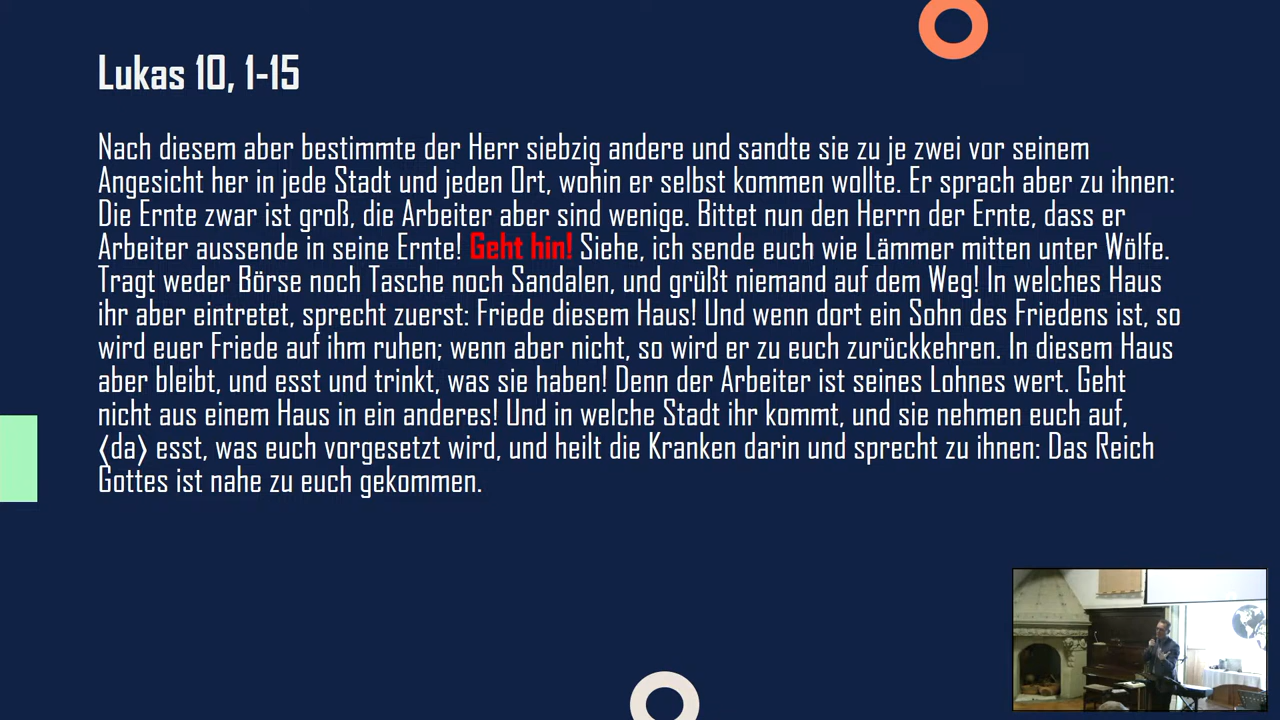 Lukas 10, 1-15
Nach diesem aber bestimmte der Herr siebzig andere und sandte sie zu je zwei vor seinem
Angesicht her in jede Stadt und jeden Ort, wohin er selbst kommen wollte. Er sprach aber zu ihnen:
Die Ernte zwar ist groß, die Arbeiter aber sind wenige. Bittet nun den Herrn der Ernte, dass er
Arbeiter aussende in seine Ernte! Geht hin! Siehe, ich sende euch wie Lämmer mitten unter Wölfe.
Tragt weder Börse noch Tasche noch Sandalen, und grüßt niemand auf dem Weg! In welches Haus
ihr aber eintretet, sprecht zuerst: Friede diesem Haus! Und wenn dort ein Sohn des Friedens ist, so
wird euer Friede auf ihm ruhen; wenn aber nicht, so wird er zu euch zurückkehren. In diesem Haus
aber bleibt, und esst und trinkt, was sie haben! Denn der Arbeiter ist seines Lohnes wert. Geht
nicht aus einem Haus in ein anderes! Und in welche Stadt ihr kommt, und sie nehmen euch auf,
⟨da⟩ esst, was euch vorgesetzt wird, und heilt die Kranken darin und sprecht zu ihnen: Das Reich
Gottes ist nahe zu euch gekommen.